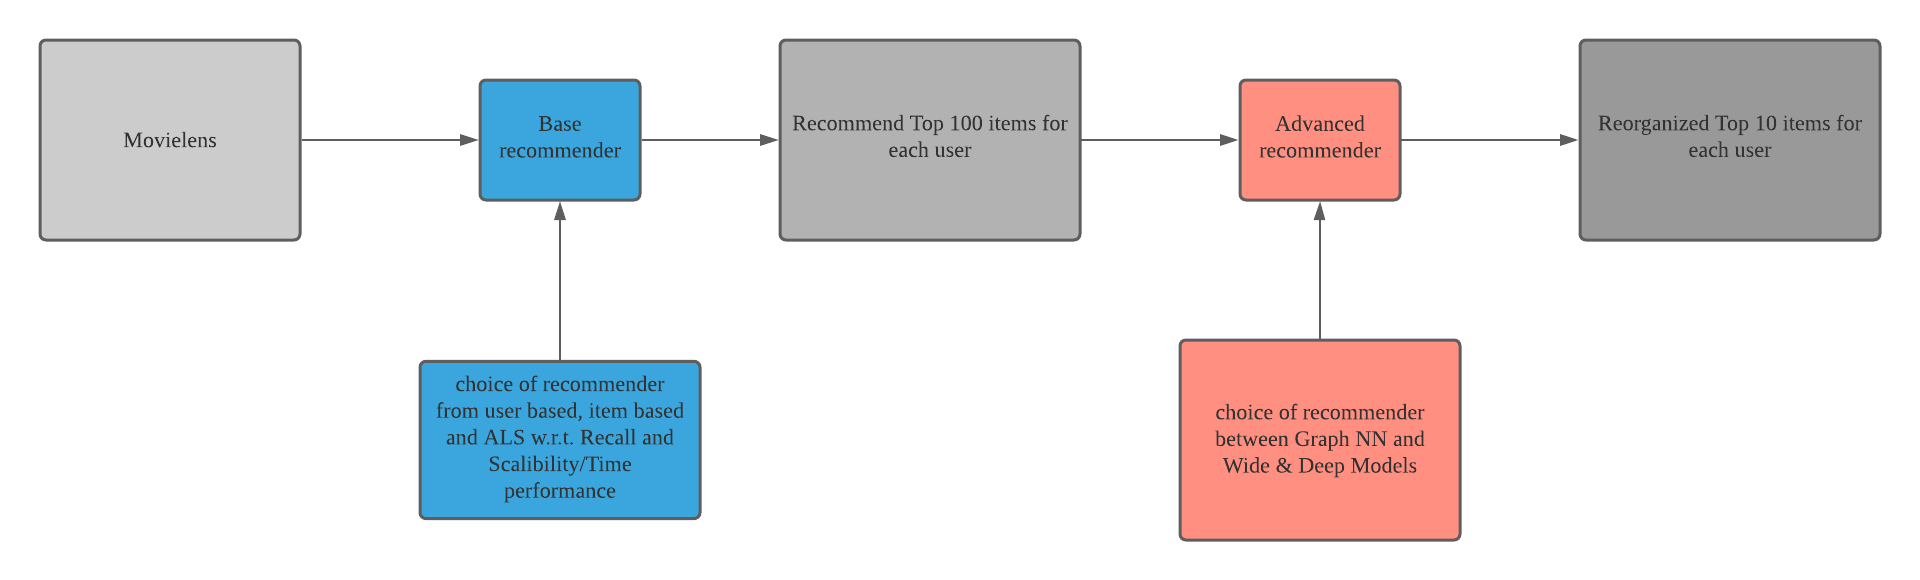 Movielens
Base
recommender
Recommend Top 100 items for
each user
Advanced
recommender
Reorganized Top 10 items for
each user
choice of recommender
from user based, item based
and ALS w.r.t. Recall and
Scalibility/Time
performance
choice of recommender
between Graph NN and
Wide & Deep Models